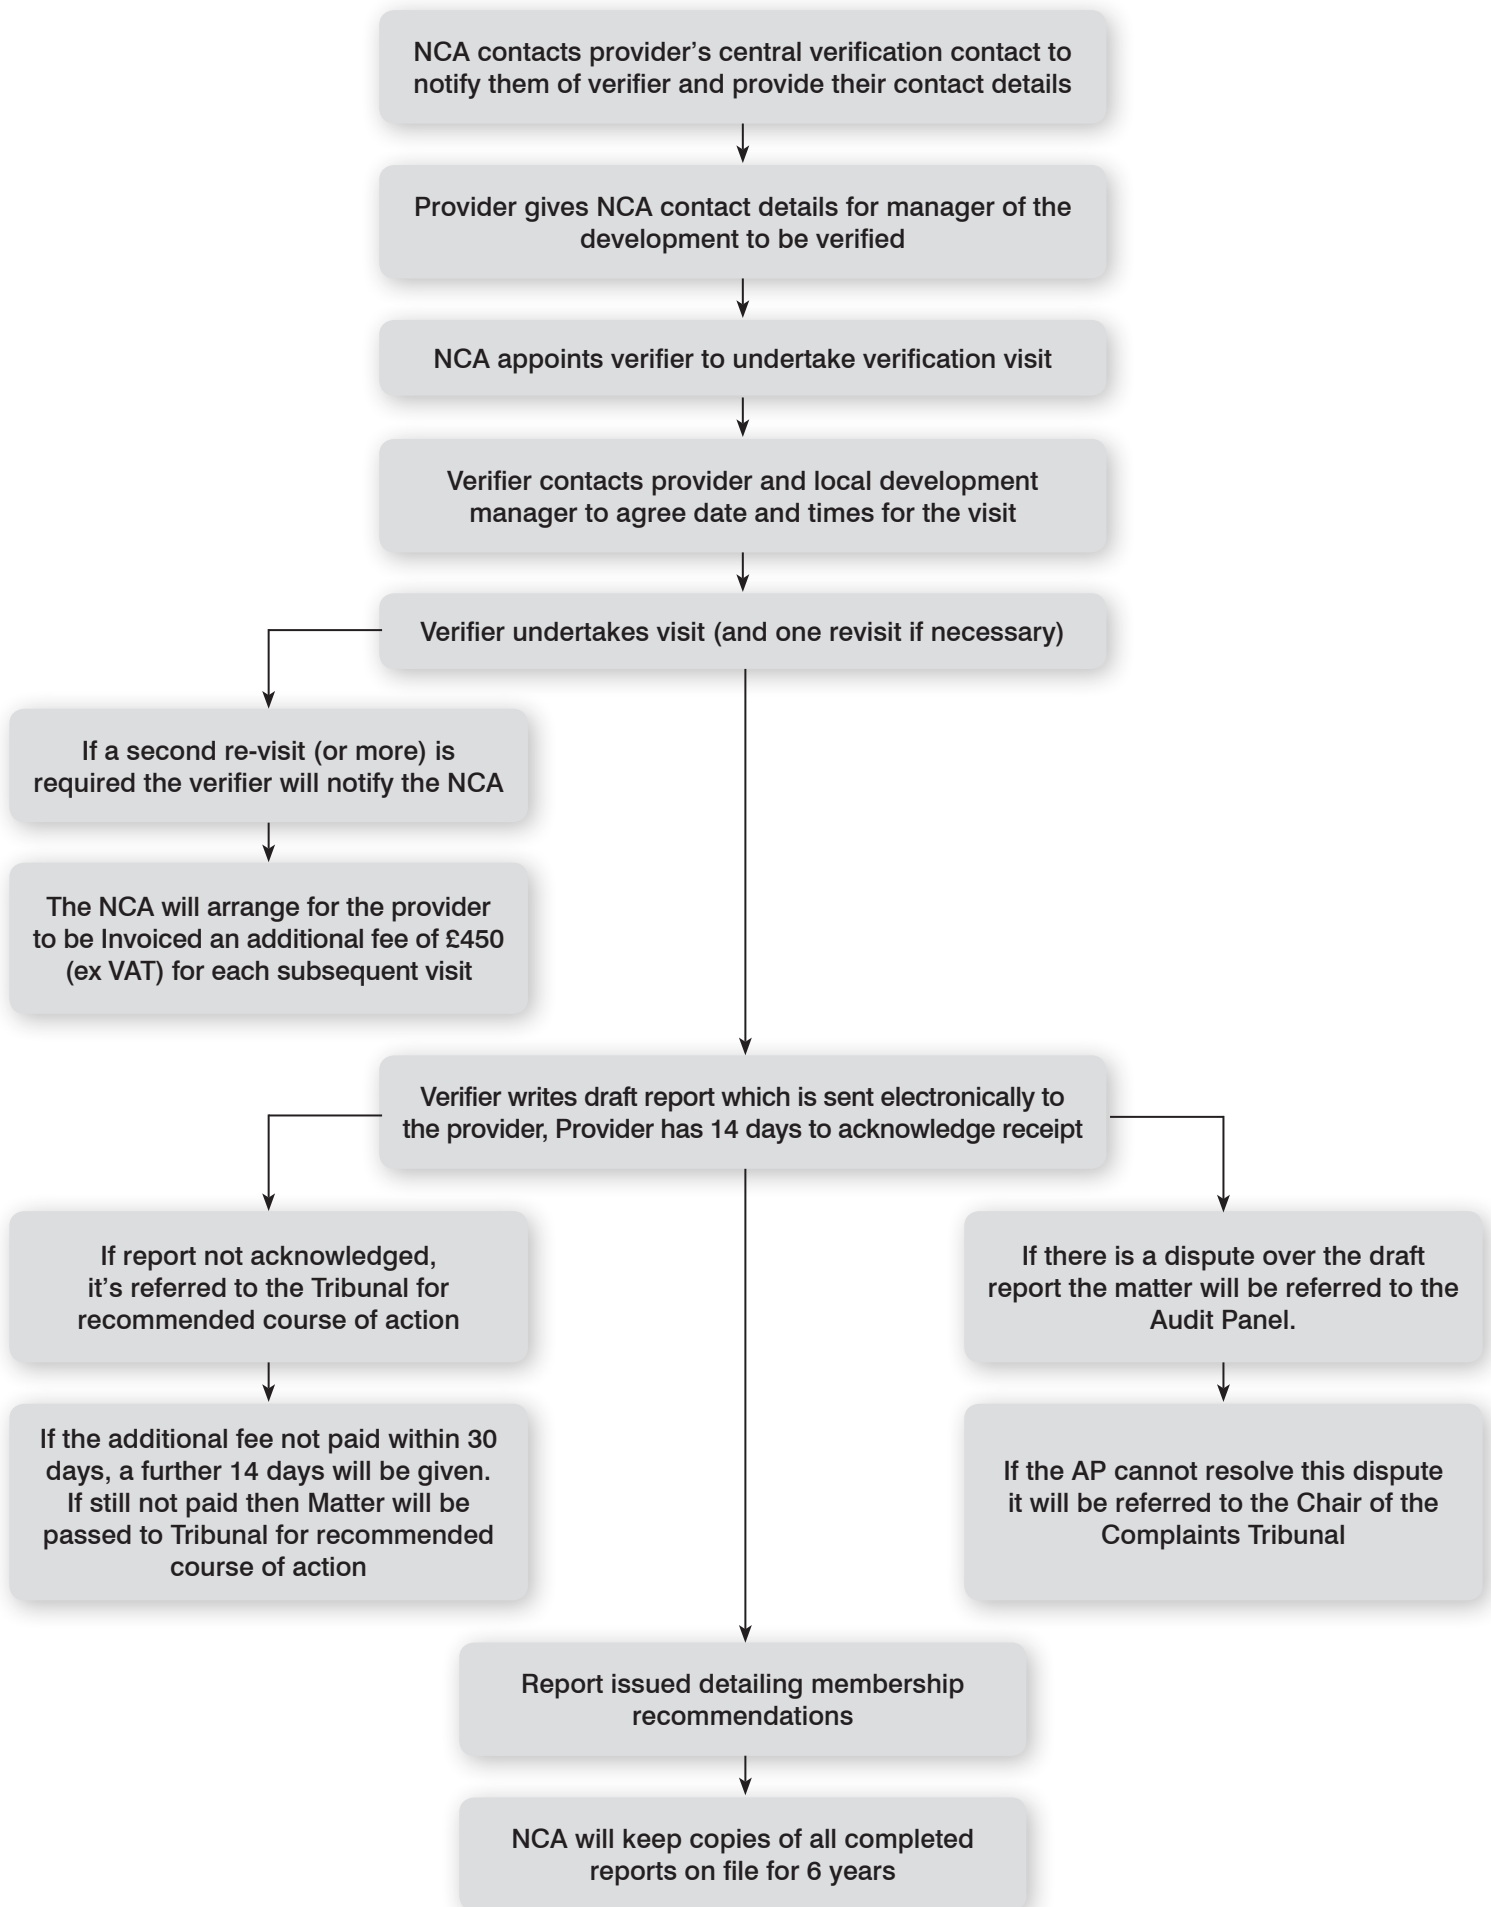 NCA contacts provider’s central verification contact to
notify them of verifier and provide their contact details
Provider gives NCA contact details for manager of the
development to be verified
NCA appoints verifier to undertake verification visit
Verifier contacts provider and local development
manager to agree date and times for the visit
Verifier undertakes visit (and one revisit if necessary)
If a second re-visit (or more) is
required the verifier will notify the NCA
The NCA will arrange for the provider
to be Invoiced an additional fee of £450
(ex VAT) for each subsequent visit
Verifier writes draft report which is sent electronically to
the provider, Provider has 14 days to acknowledge receipt
If report not acknowledged,
it’s referred to the Tribunal for
recommended course of action
If the additional fee not paid within 30
days, a further 14 days will be given.
If still not paid then Matter will be
passed to Tribunal for recommended
course of action
If there is a dispute over the draft
report the matter will be referred to the
Audit Panel.
If the AP cannot resolve this dispute
it will be referred to the Chair of the
Complaints Tribunal
Report issued detailing membership
recommendations
NCA will keep copies of all completed
reports on file for 6 years